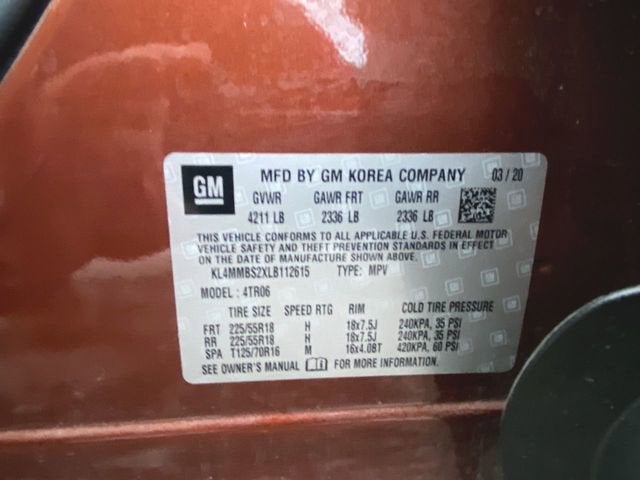 GM MFD BY GM KOREA COMPANY 03/20
GVWR GAWR FRT GAWR RR
4211 LB 2336 LB 2336 LB
THIS VEHICLE CONFORMS TO ALL APPLICABLE U.S. FEDERAL MOTOR
VEHICLE SAFETY AND THEFT PREVENTION STANDARDS IN EFFECT
ON THE DATE OF MANUFACTURE SHOWN ABOVE.
KL4MMBS2XLB112615 TYPE: MPV
MODEL: 4TR06
TIRE SIZE SPEED RTG RIM COLD TIRE PRESSURE
FRT 225/55R18 H 18x7.5J 240KPA, 35 PSI
RR 225/55R18 H 18x7.5J 240KPA, 35 PSI
SPA T125/70R16 M 16x4.0BT 420KPA, 60 PSI
SEE OWNER'S MANUAL FOR MORE INFORMATION